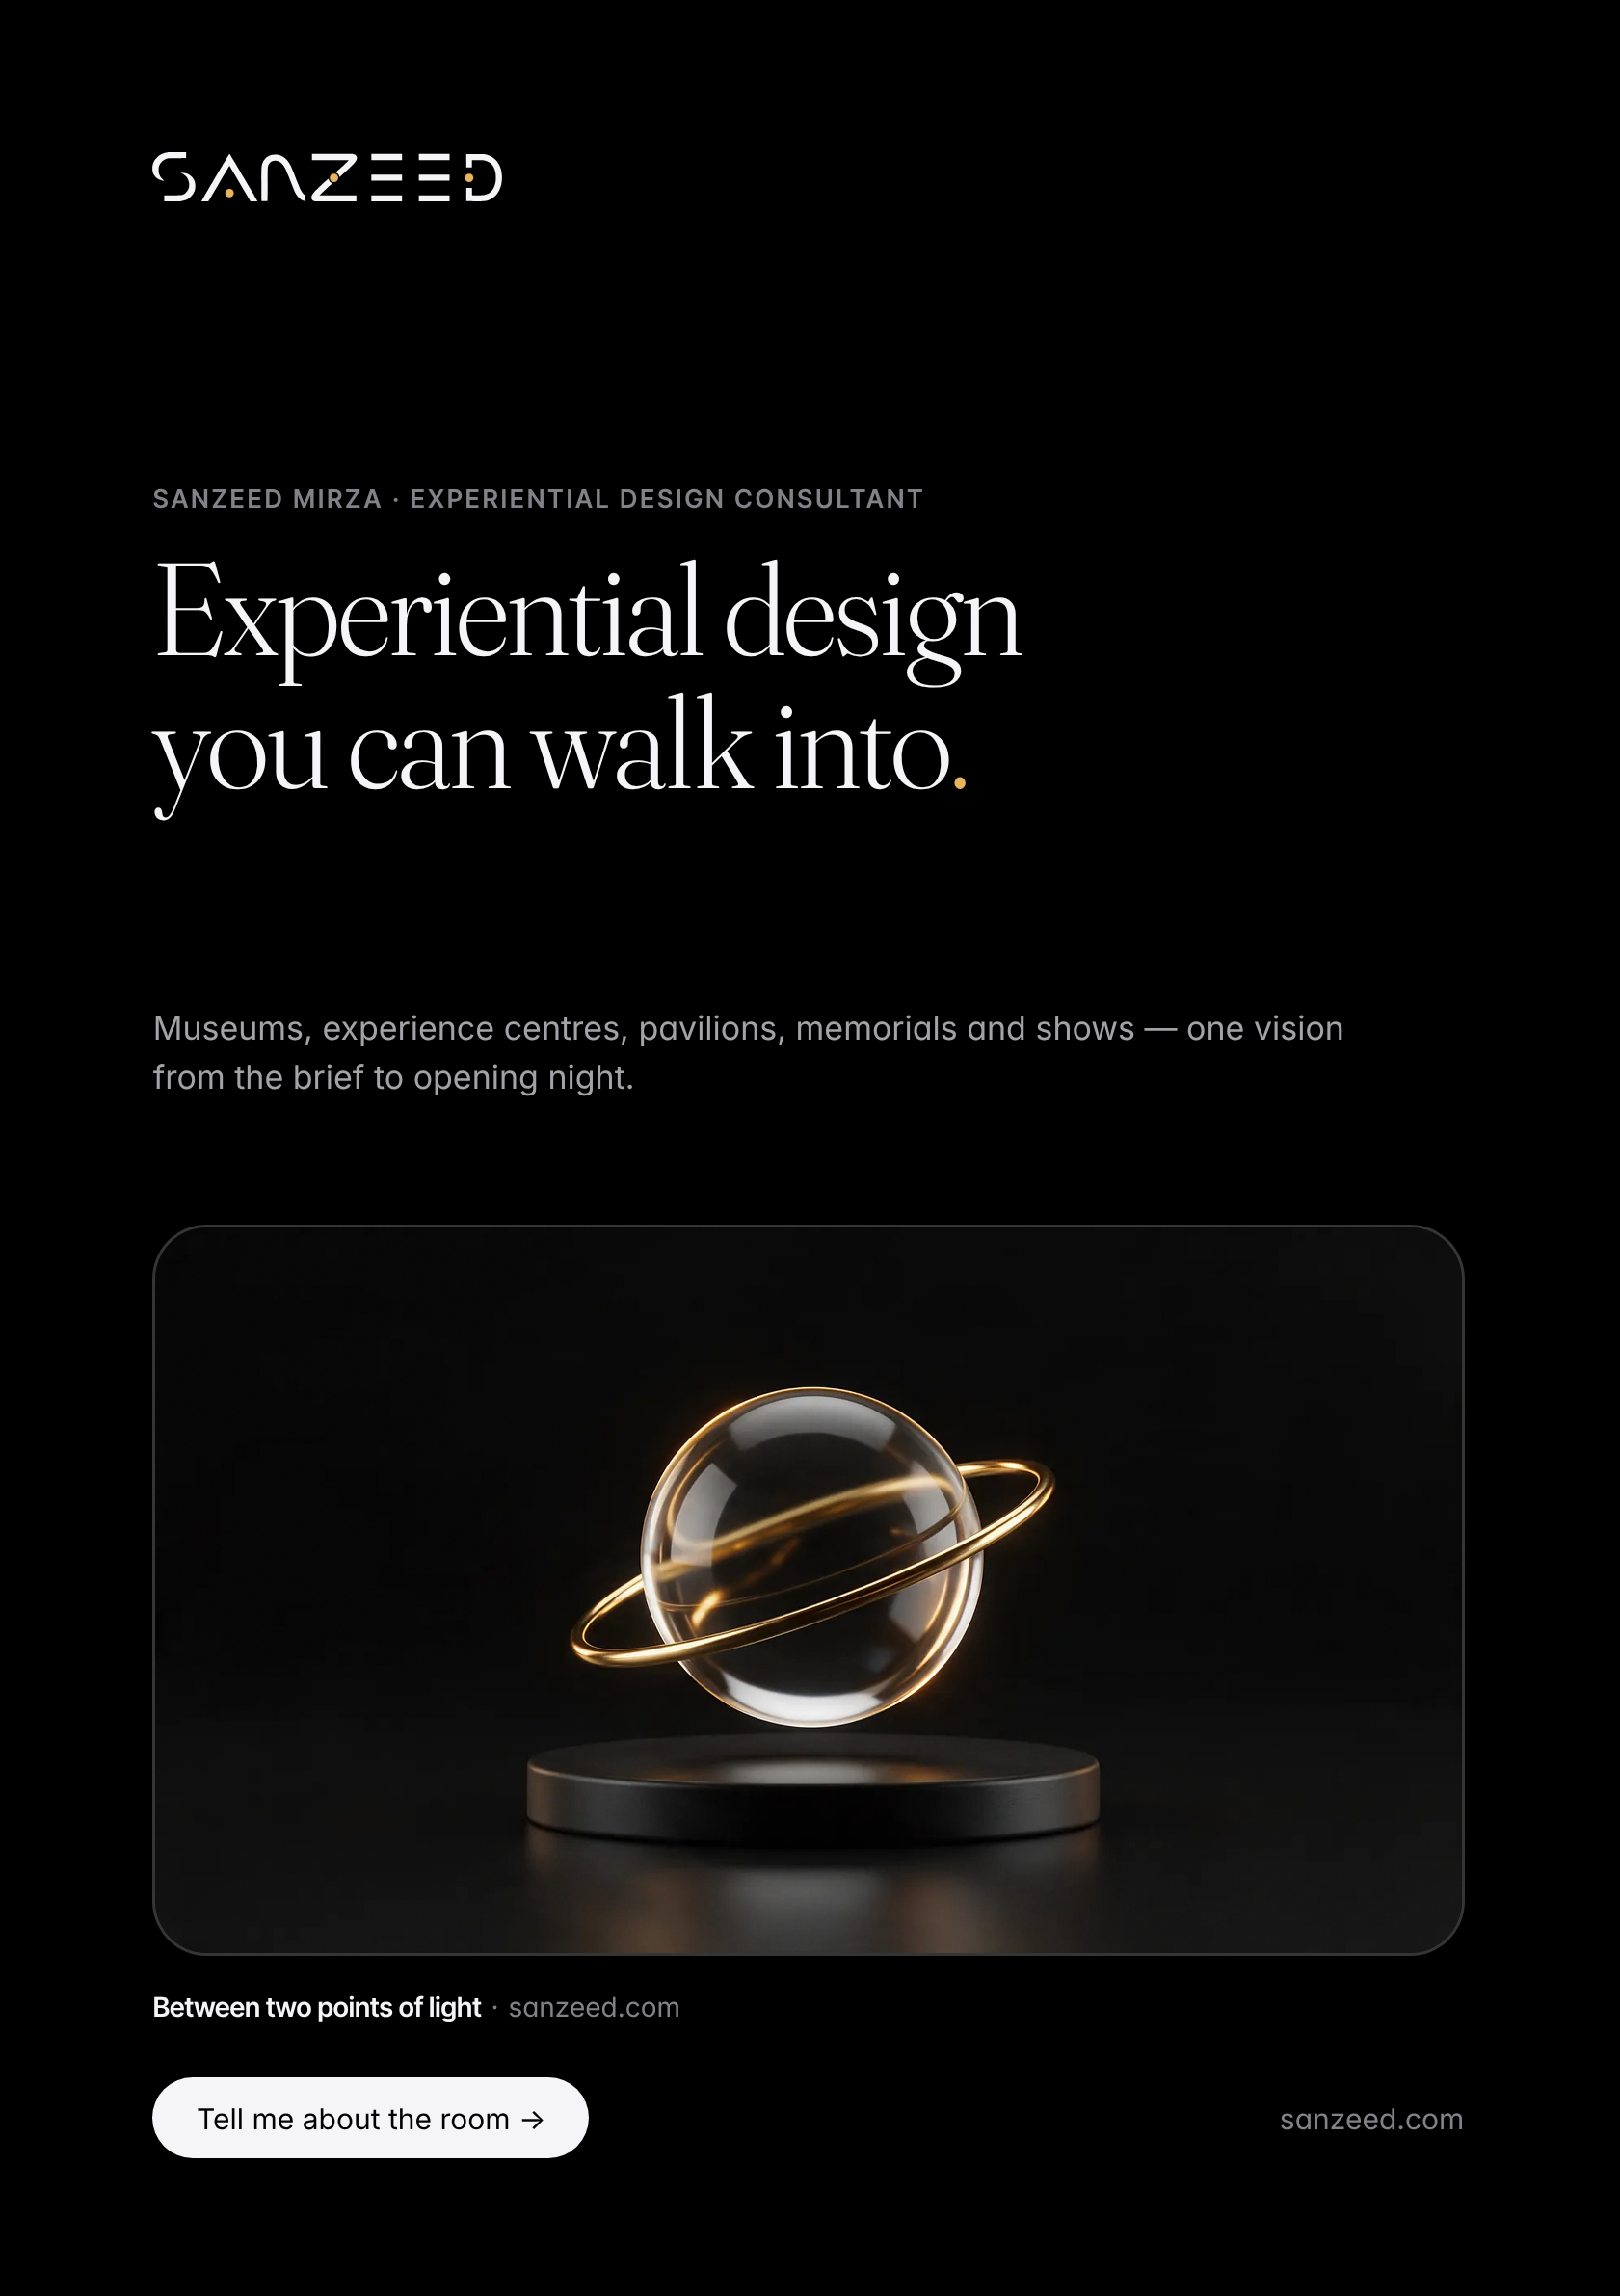 SANZEED
SANZEED MIRZA · EXPERIENTIAL DESIGN CONSULTANT
Experiential design
you can walk into.
Museums, experience centres, pavilions, memorials and shows — one vision
from the brief to opening night.
Between two points of light · sanzeed.com
Tell me about the room →
sanzeed.com